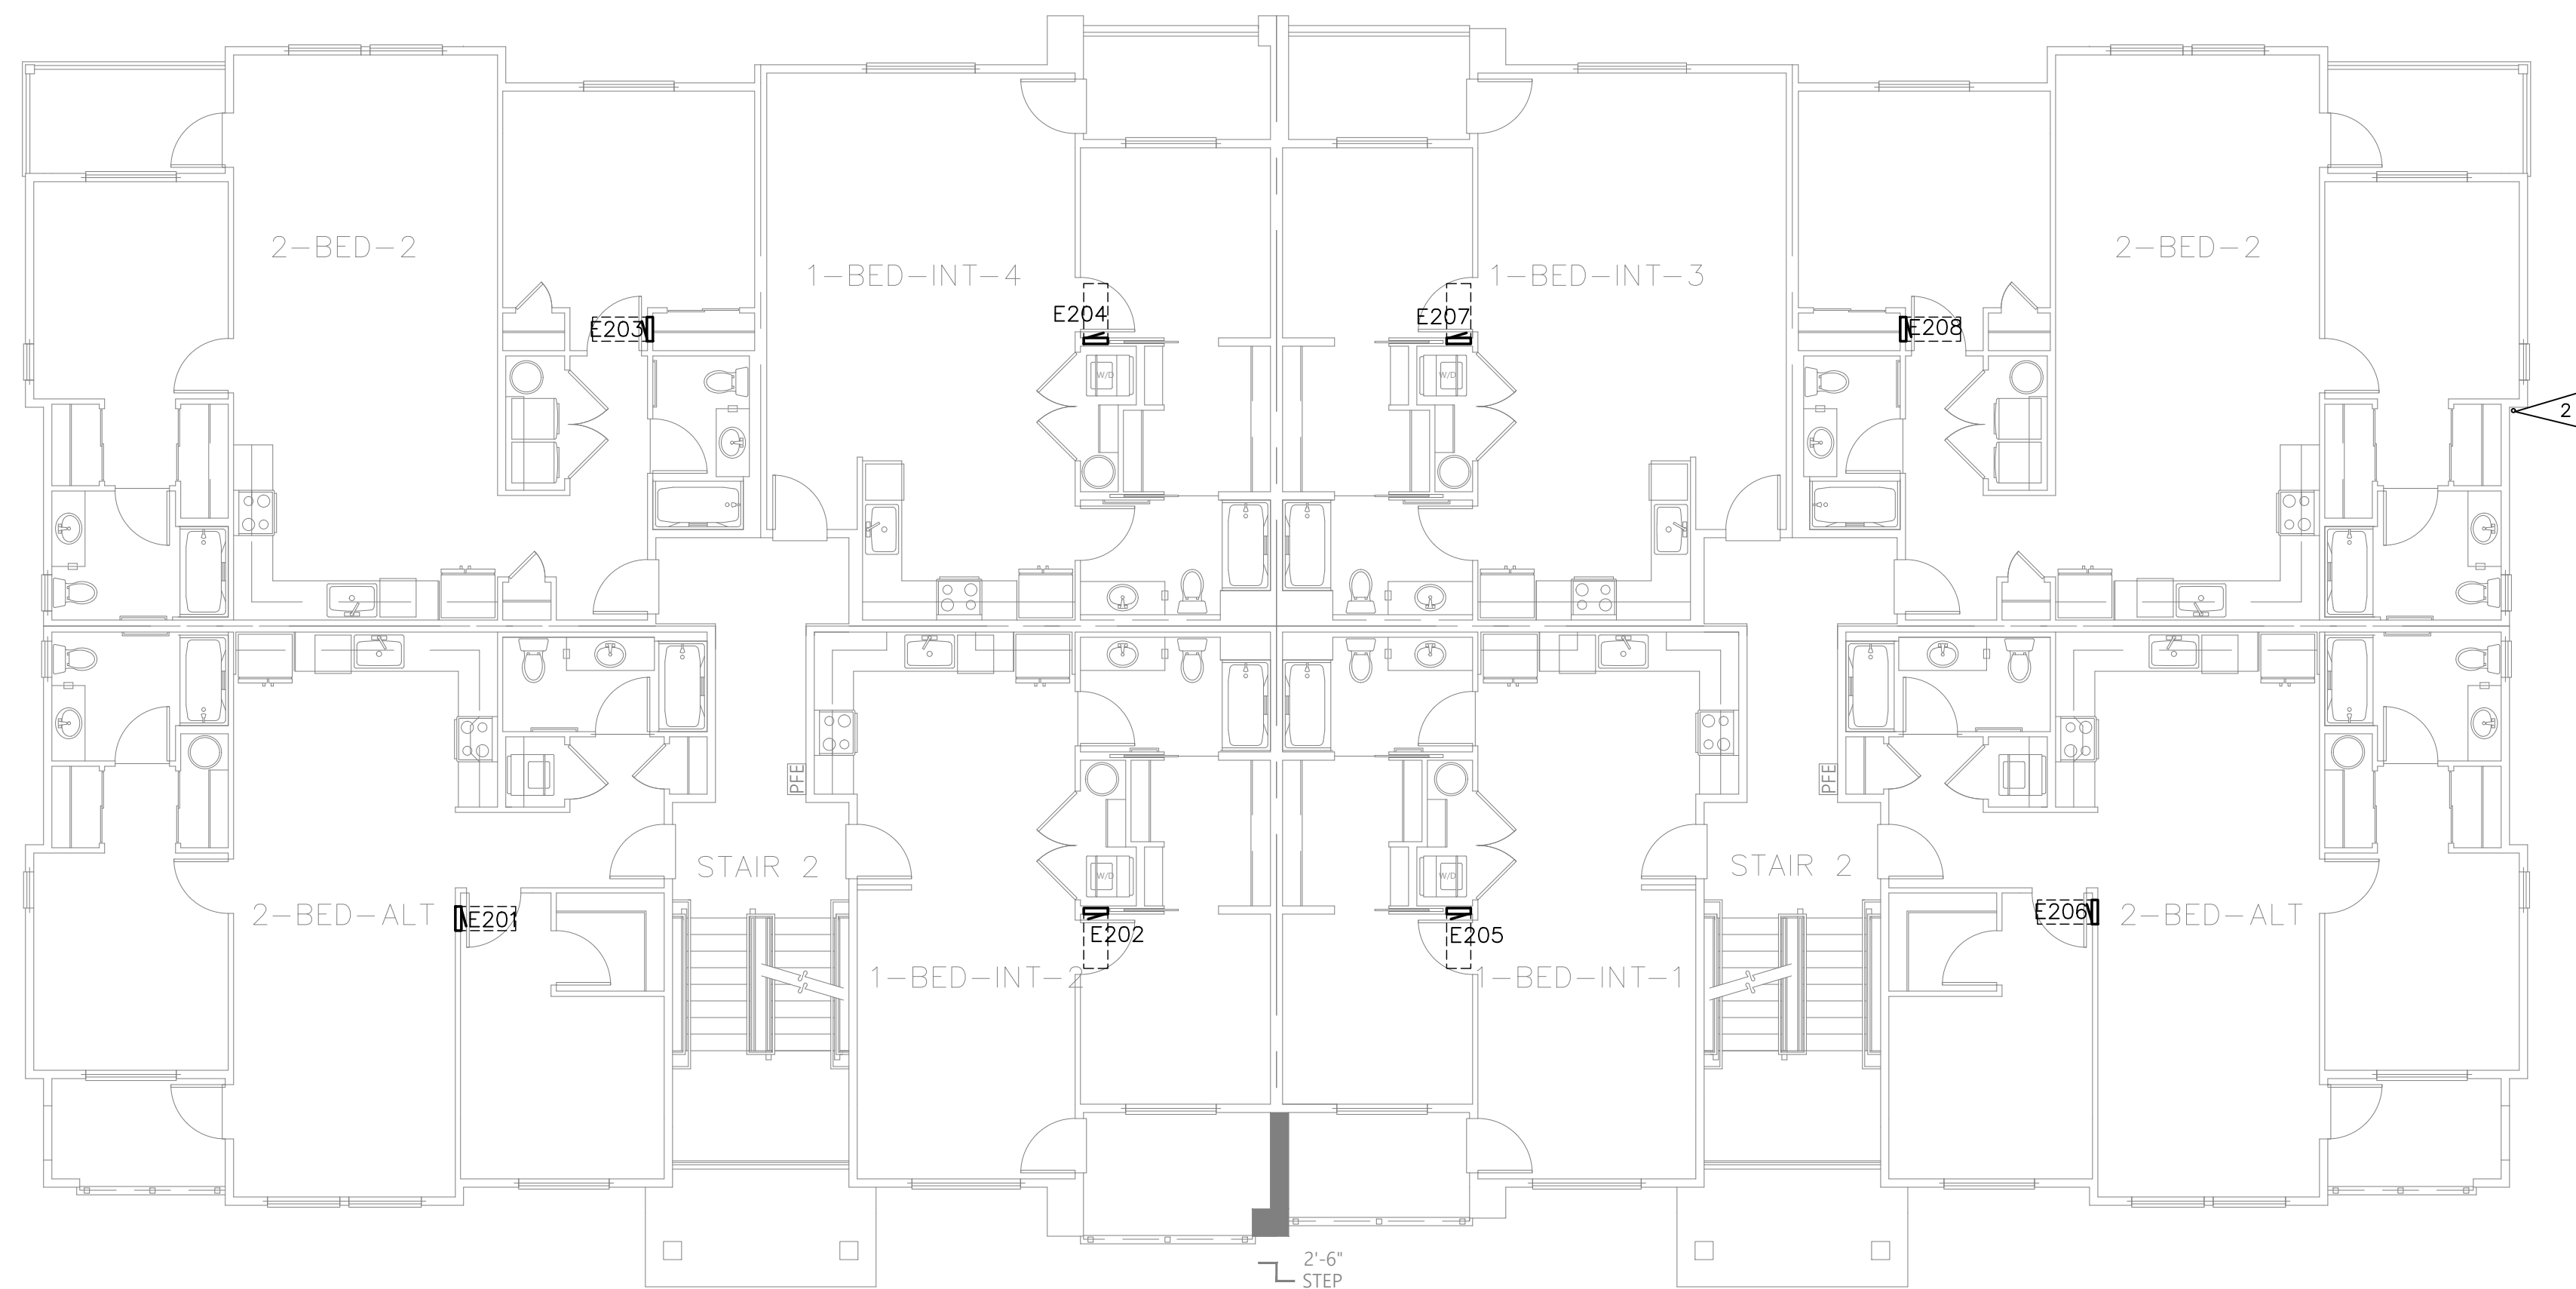 2-BED-2
1-BED-INT-4
1-BED-INT-3
2-BED-2
E203
E204
E207
E208
W/D
W/D
2
PFE
PFE
STAIR 2
STAIR 2
W/D
W/D
2-BED-ALT
E201
E202
E205
E206
2-BED-ALT
1-BED-INT-2
1-BED-INT-1
2'-6"
STEP